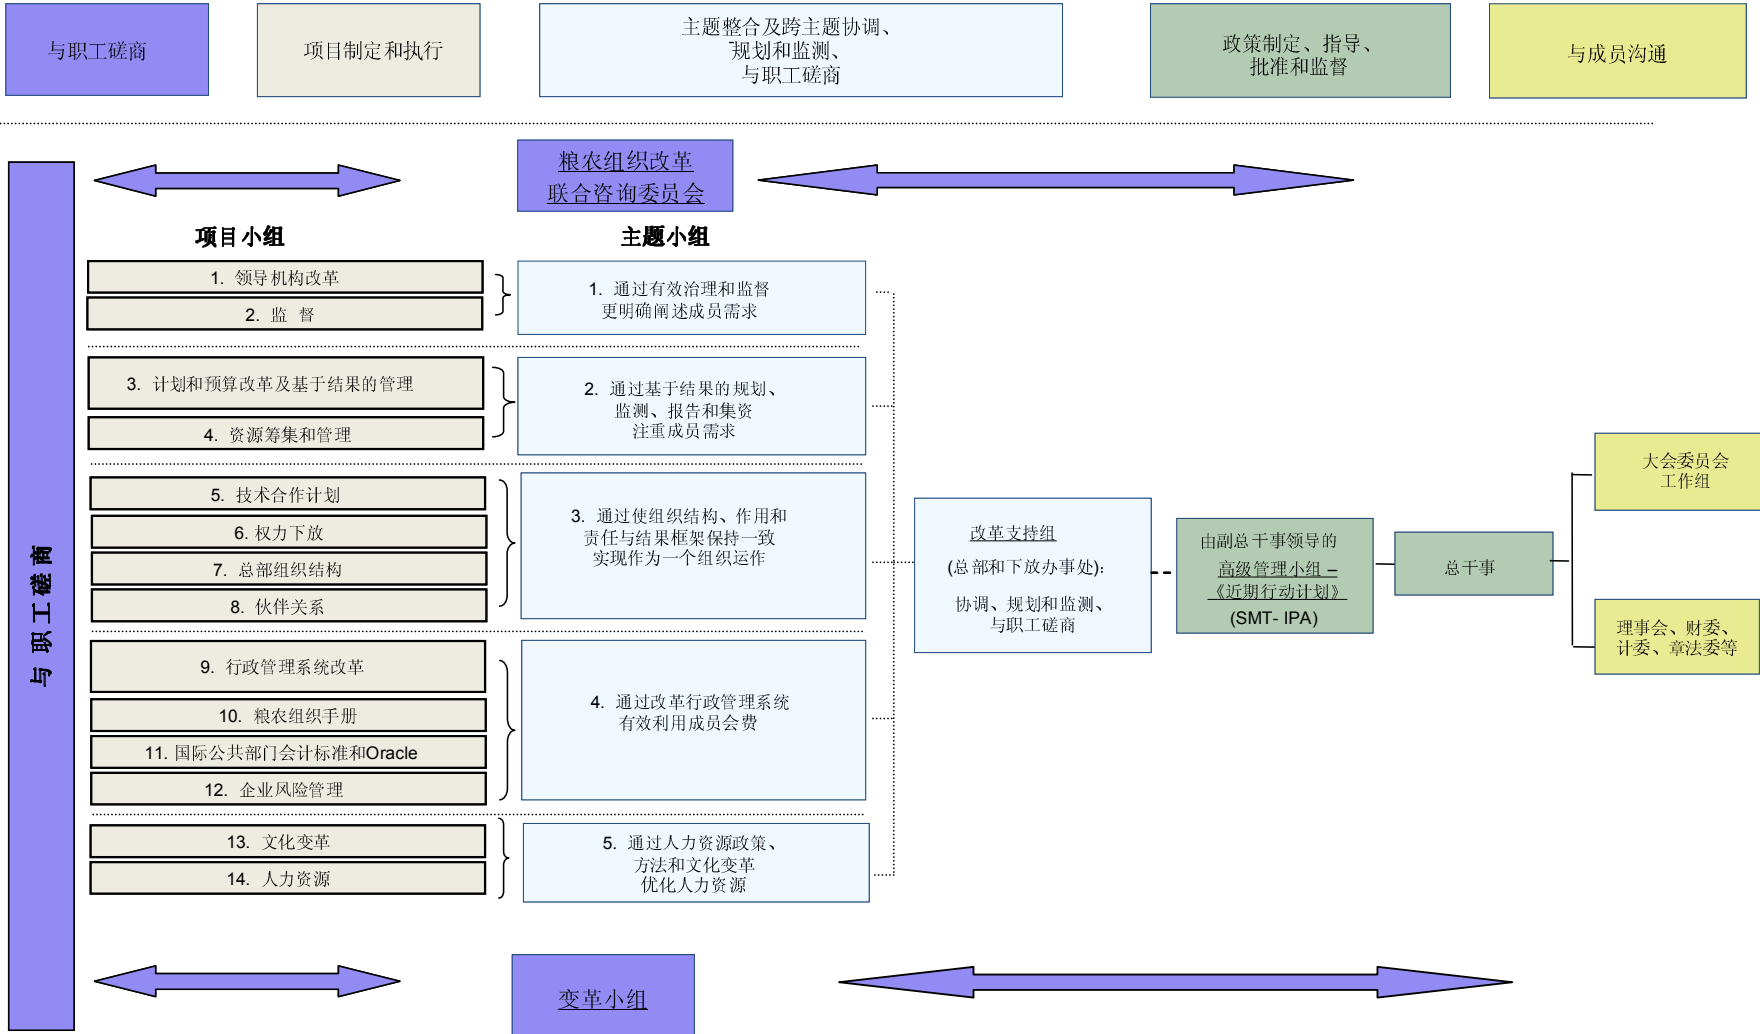 与职工磋商
项目制定和执行
主题整合及跨主题协调、
规划和监测、
与职工磋商
政策制定、指导、
批准和监督
与成员沟通
粮农组织改革
联合咨询委员会
项目小组
主题小组
1. 领导机构改革
2. 监 督
1. 通过有效治理和监督
更明确阐述成员需求
3. 计划和预算改革及基于结果的管理
4. 资源筹集和管理
2. 通过基于结果的规划、
监测、报告和集资
注重成员需求
5. 技术合作计划
6. 权力下放
7. 总部组织结构
8. 伙伴关系
3. 通过使组织结构、作用和
责任与结果框架保持一致
实现作为一个组织运作
9. 行政管理系统改革
10. 粮农组织手册
11. 国际公共部门会计标准和Oracle
12. 企业风险管理
4. 通过改革行政管理系统
有效利用成员会费
13. 文化变革
14. 人力资源
5. 通过人力资源政策、
方法和文化变革
优化人力资源
与职工磋商
改革支持组
(总部和下放办事处):
协调、规划和监测、
与职工磋商
由副总干事领导的
高级管理小组 –
《近期行动计划》
(SMT- IPA)
总干事
大会委员会
工作组
理事会、财委、
计委、章法委等
变革小组